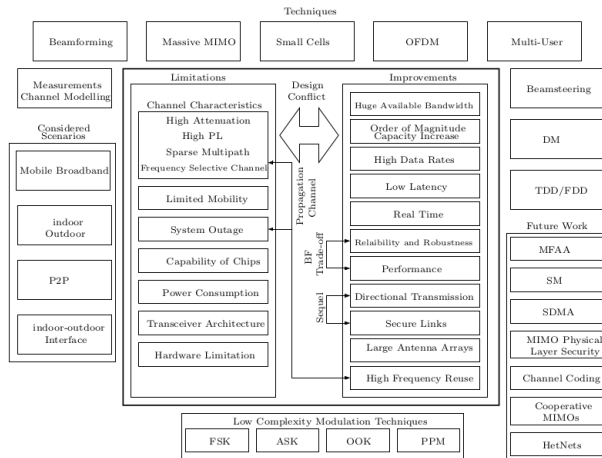 Techniques
Beamforming
Massive MIMO
Small Cells
OFDM
Multi-User
Measurements
Channel Modelling
Considered
Scenarios
Mobile Broadband
indoor
Outdoor
P2P
indoor-outdoor
Interface
Limitations
Channel Characteristics
High Attenuation
High PL
Sparse Multipath
Frequency Selective Channel
Limited Mobility
System Outage
Capability of Chips
Power Consumption
Transceiver Architecture
Hardware Limitation
Design
Conflict
Propagation
Channel
BF
Trade-off
Sequel
Improvements
Huge Available Bandwidth
Order of Magnitude
Capacity Increase
High Data Rates
Low Latency
Real Time
Relaibility and Robustness
Performance
Directional Transmission
Secure Links
Large Antenna Arrays
High Frequency Reuse
Beamsteering
DM
TDD/FDD
Future Work
MFAA
SM
SDMA
MIMO Physical
Layer Security
Channel Coding
Cooperative
MIMOs
HetNets
Low Complexity Modulation Techniques
FSK
ASK
OOK
PPM